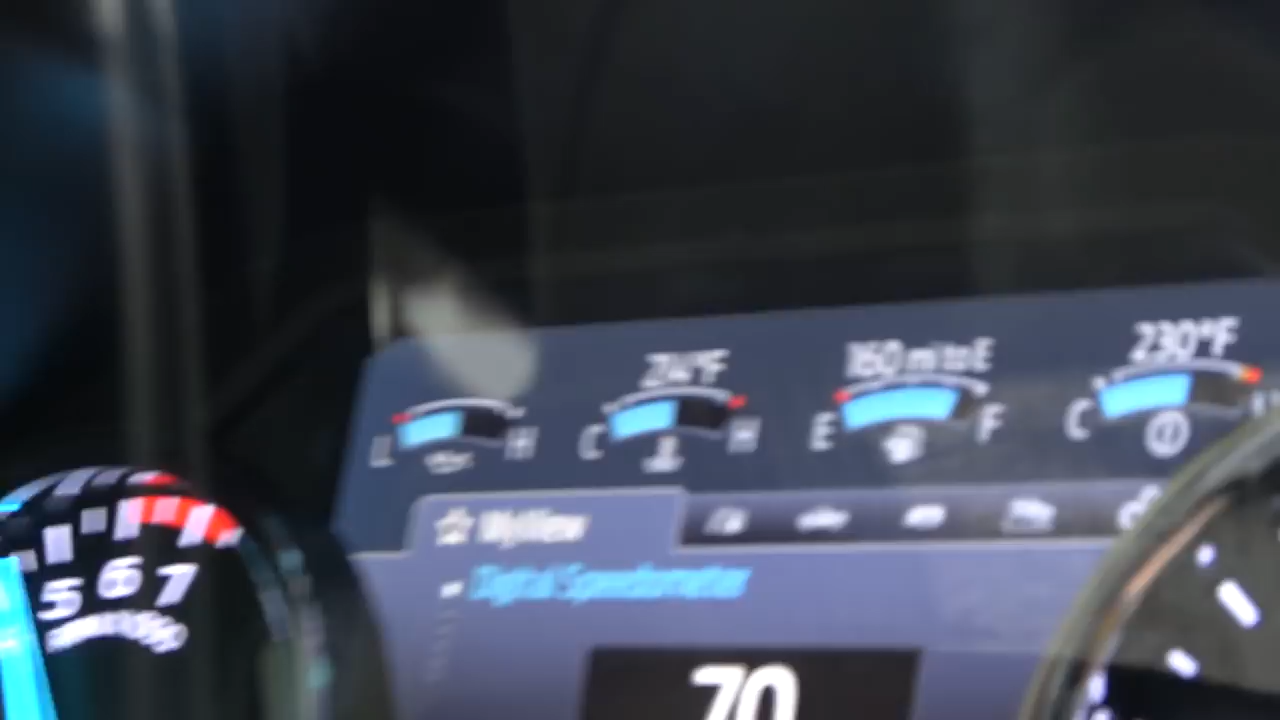 214°F 160 mi to E 230°F
L H C H E F C
MyView
Digital Speedometer
5 6 7
70